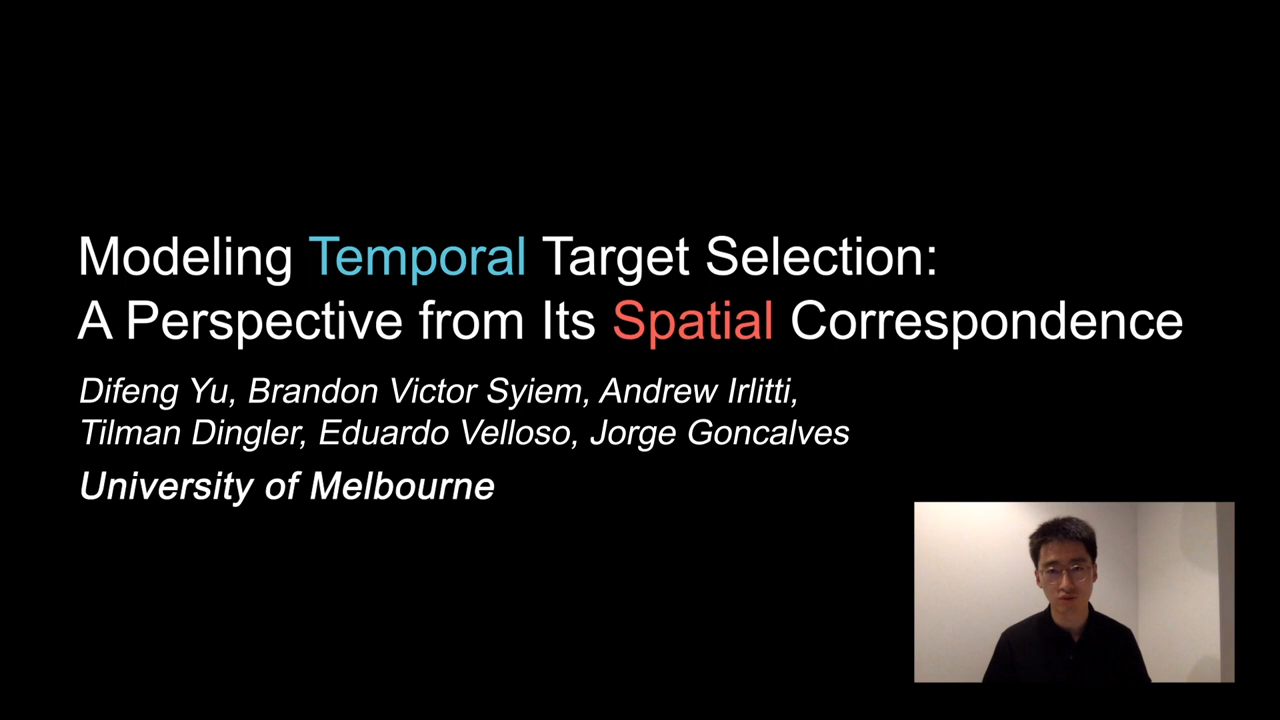 Modeling Temporal Target Selection:
A Perspective from Its Spatial Correspondence
Difeng Yu, Brandon Victor Syiem, Andrew Irlitti,
Tilman Dingler, Eduardo Velloso, Jorge Goncalves
University of Melbourne